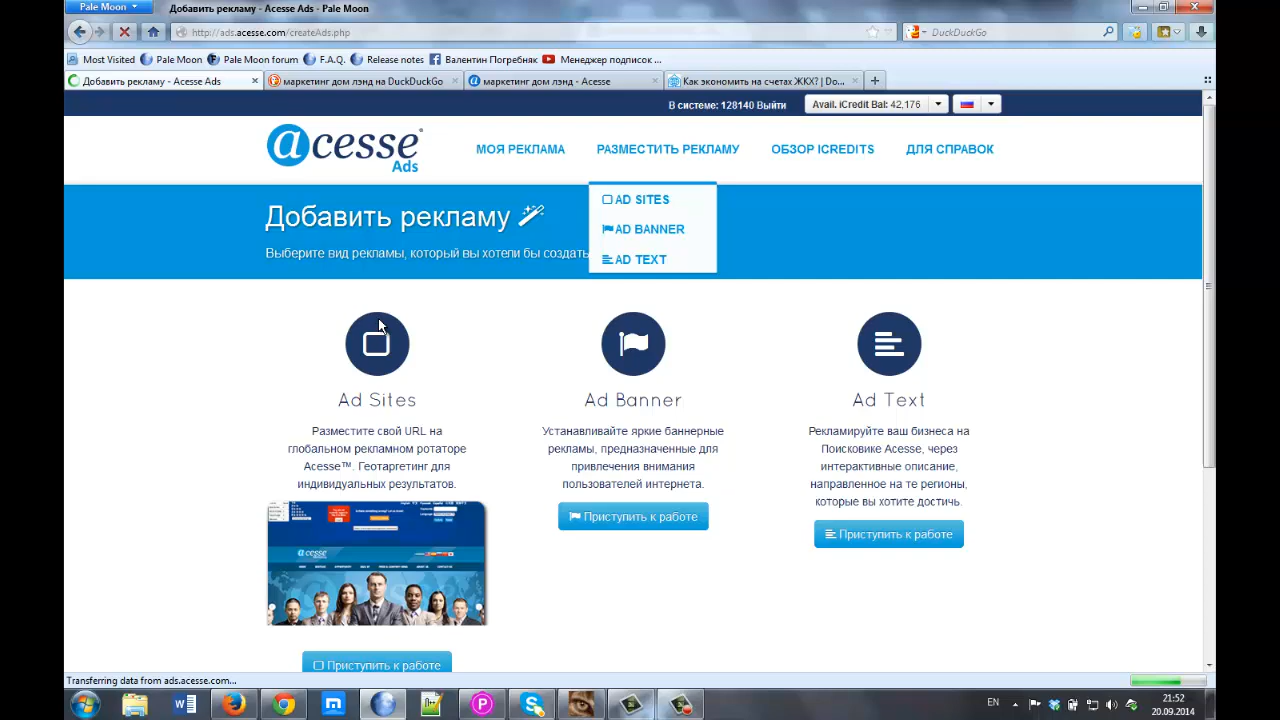 Pale Moon
Добавить рекламу - Acesse Ads - Pale Moon
http://ads.acesse.com/createAds.php
DuckDuckGo
Most Visited Pale Moon Pale Moon forum F.A.Q. Release notes Валентин Погребняк Менеджер подписок ...
Добавить рекламу - Acesse Ads
маркетинг дом лэнд на DuckDuckGo
маркетинг дом лэнд - Acesse
Как экономить на счетах ЖКХ? | Do...
В системе: 128140 Выйти
Avail. iCredit Bal: 42,176
acesse
Ads
МОЯ РЕКЛАМА РАЗМЕСТИТЬ РЕКЛАМУ ОБЗОР ICREDITS ДЛЯ СПРАВОК
AD SITES
AD BANNER
AD TEXT
Добавить рекламу
Выберите вид рекламы, который вы хотели бы создать
Ad Sites
Разместите свой URL на
глобальном рекламном ротаторе
Acesse™. Геотаргетинг для
индивидуальных результатов.
acesse
Приступить к работе
Ad Banner
Устанавливайте яркие баннерные
рекламы, предназначенные для
привлечения внимания
пользователей интернета.
Приступить к работе
Ad Text
Рекламируйте ваш бизнеса на
Поисковике Acesse, через
интерактивные описание,
направленное на те регионы,
которые вы хотите достичь.
Приступить к работе
Transferring data from ads.acesse.com...
EN
21:52
20.09.2014